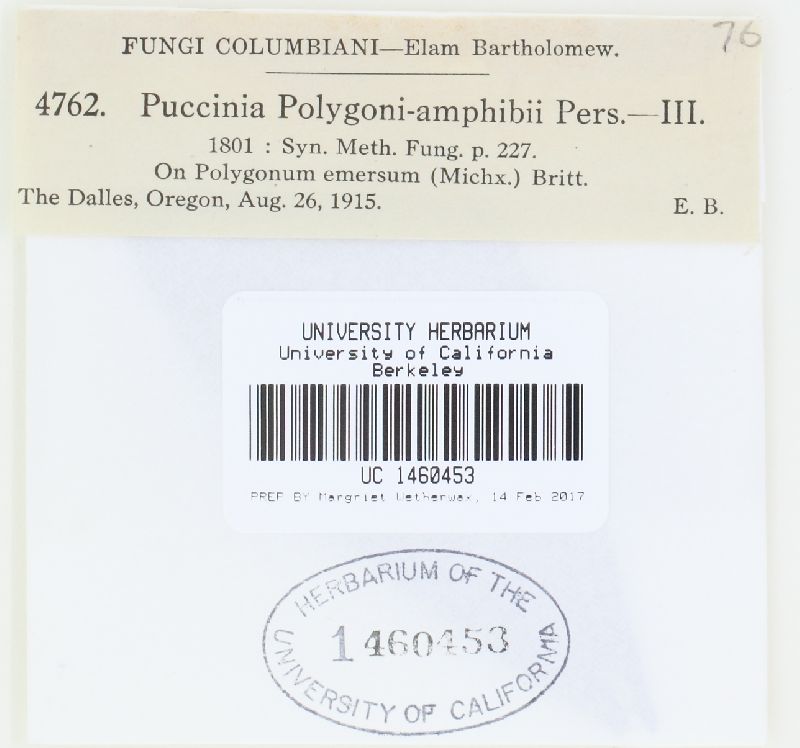 76
FUNGI COLUMBIANI—Elam Bartholomew.
4762. Puccinia Polygoni-amphibii Pers.—III.
1801 : Syn. Meth. Fung. p. 227.
On Polygonum emersum (Michx.) Britt.
The Dalles, Oregon, Aug. 26, 1915. E. B.
UNIVERSITY HERBARIUM
University of California
Berkeley
UC 1460453
PREP BY Margriet Wetherwax, 14 Feb 2017
HERBARIUM OF THE
1460453
UNIVERSITY OF CALIFORNIA